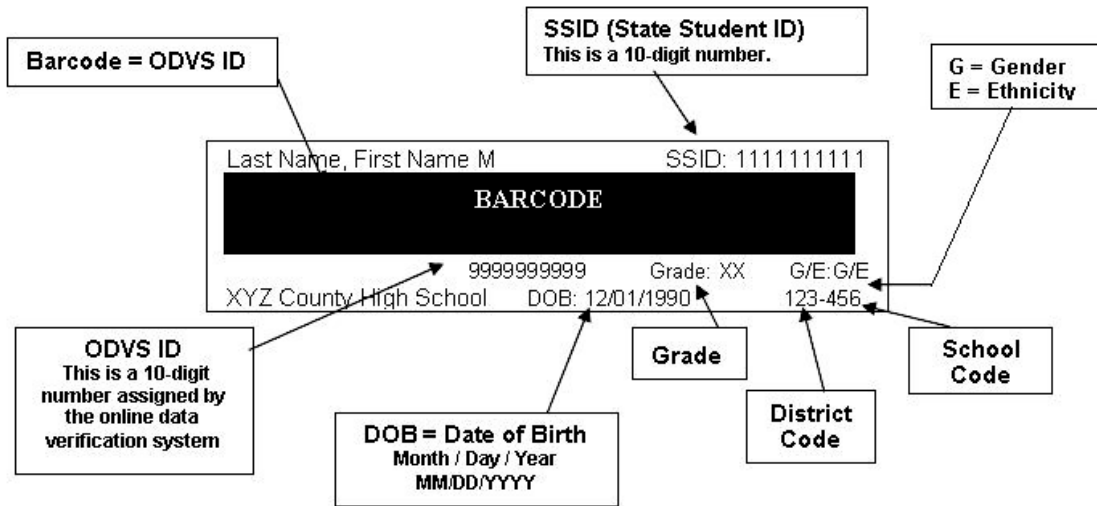 SSID (State Student ID)
This is a 10-digit number.
Barcode = ODVS ID
G = Gender
E = Ethnicity
Last Name, First Name M SSID: 1111111111
BARCODE
9999999999 Grade: XX G/E:G/E
XYZ County High School DOB: 12/01/1990 123-456
ODVS ID
This is a 10-digit
number assigned by
the online data
verification system
DOB = Date of Birth
Month / Day / Year
MM/DD/YYYY
Grade
District
Code
School
Code